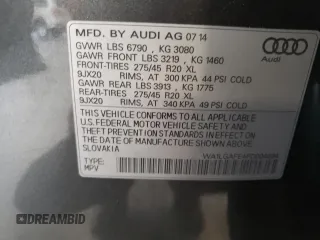 MFD. BY AUDI AG 07 14
GVWR LBS 6790 , KG 3080
GAWR FRONT LBS 3219 , KG 1460
FRONT-TIRES 275/45 R20 XL
9JX20 RIMS, AT 300 KPA 44 PSI COLD
GAWR REAR LBS 3913 , KG 1775
REAR-TIRES 275/45 R20 XL
9JX20 RIMS, AT 340 KPA 49 PSI COLD
THIS VEHICLE CONFORMS TO ALL APPLICABLE
U.S. FEDERAL MOTOR VEHICLE SAFETY, BUMPER AND
THEFT PREVENTION STANDARDS IN EFFECT ON
THE DATE OF MANUFACTURE SHOWN ABOVE.
SLOVAKIA
TYPE:
MPV
Audi
DREAMBID